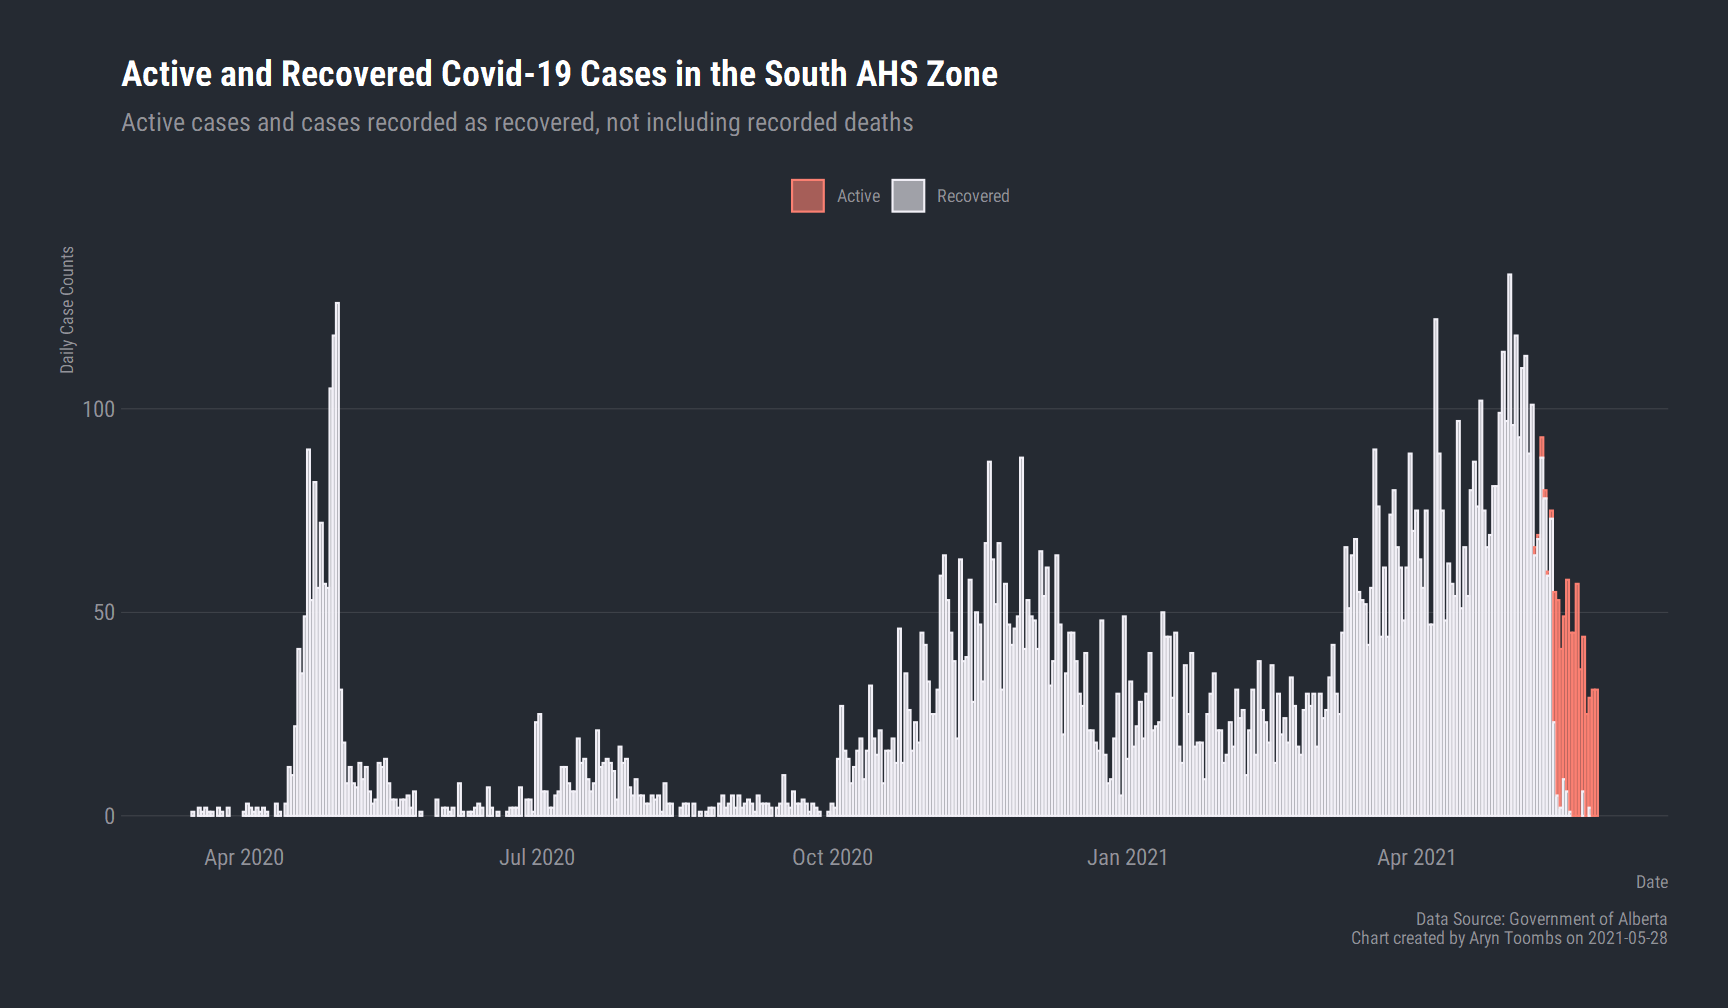 Active and Recovered Covid-19 Cases in the South AHS Zone
Active cases and cases recorded as recovered, not including recorded deaths
Active
Recovered
Daily Case Counts
100
50
0
Apr 2020
Jul 2020
Oct 2020
Jan 2021
Apr 2021
Date
Data Source: Government of Alberta
Chart created by Aryn Toombs on 2021-05-28